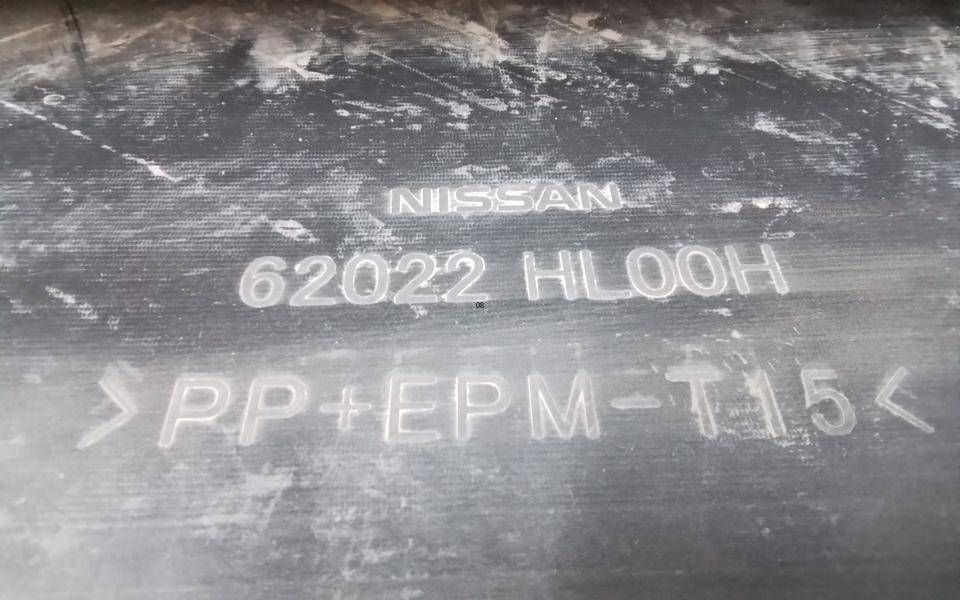 NISSAN
62022 HL00H
>PP+EPM-T15<